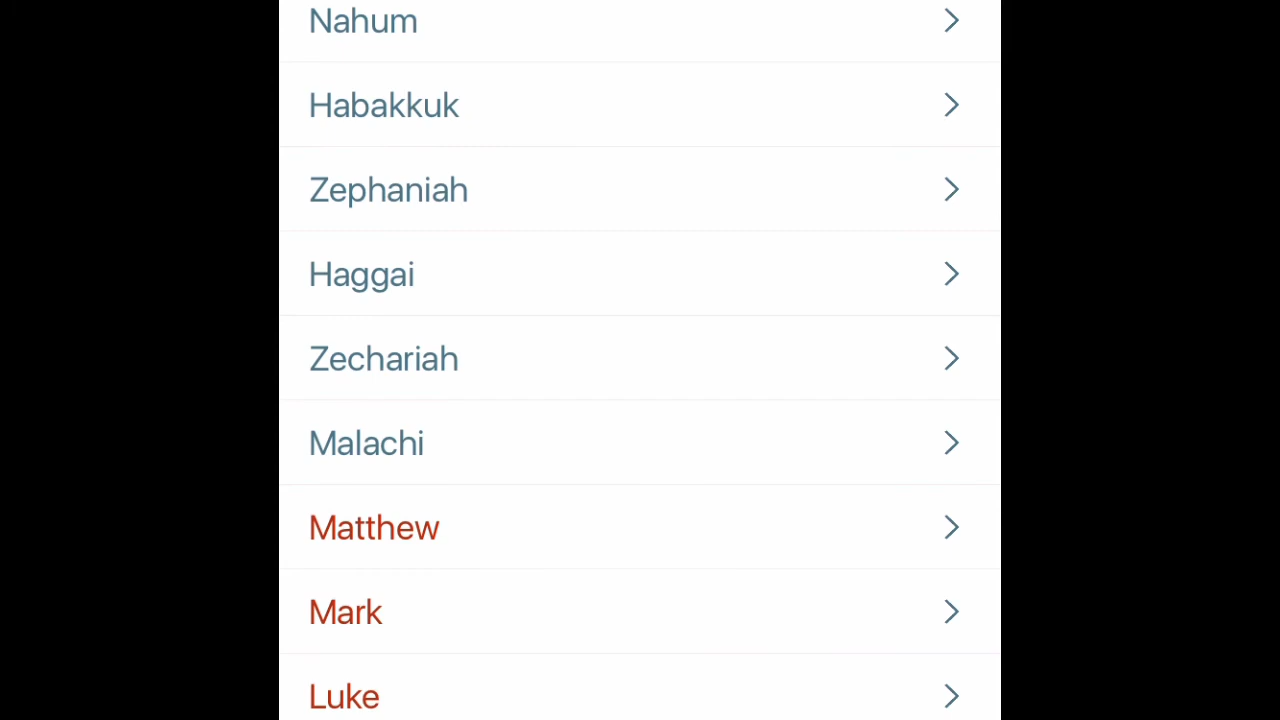 Nahum
Habakkuk
Zephaniah
Haggai
Zechariah
Malachi
Matthew
Mark
Luke